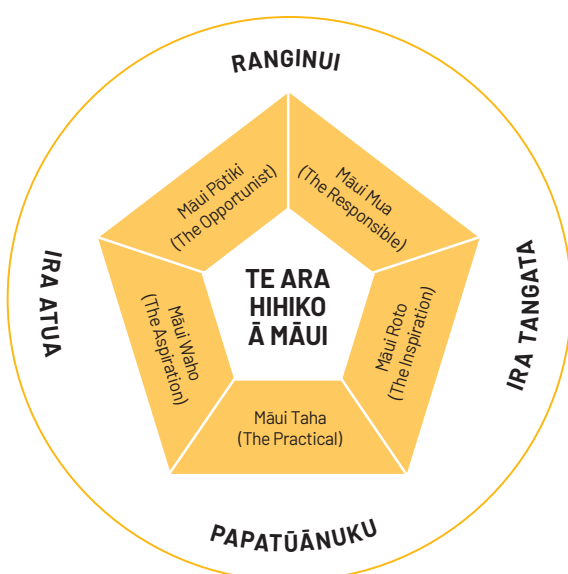 RANGINUI
Māui Pōtiki
(The Opportunist)
Māui Mua
(The Responsible)
IRA ATUA
TE ARA
HIHIKO
Ā MĀUI
IRA TANGATA
Māui Waho
(The Aspiration)
Māui Roto
(The Inspiration)
Māui Taha
(The Practical)
PAPATŪĀNUKU